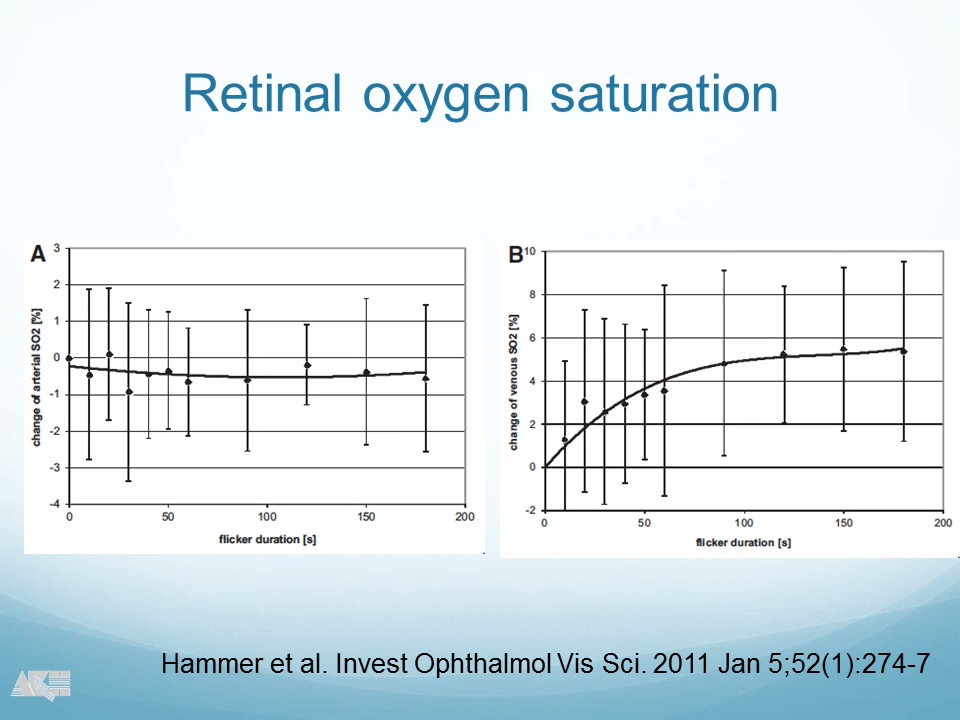 Retinal oxygen saturation
A
3
2
1
0
-1
-2
-3
-4
change of arterial SO2 [%]
0 50 100 150 200
flicker duration [s]
B
10
8
6
4
2
0
-2
change of venous SO2 [%]
0 50 100 150 200
flicker duration [s]
Hammer et al. Invest Ophthalmol Vis Sci. 2011 Jan 5;52(1):274-7